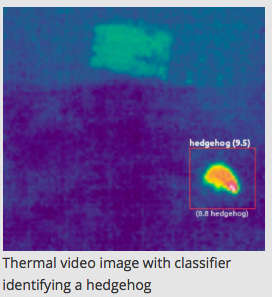 hedgehog (9.5)
(8.8 hedgehog)
Thermal video image with classifier
identifying a hedgehog